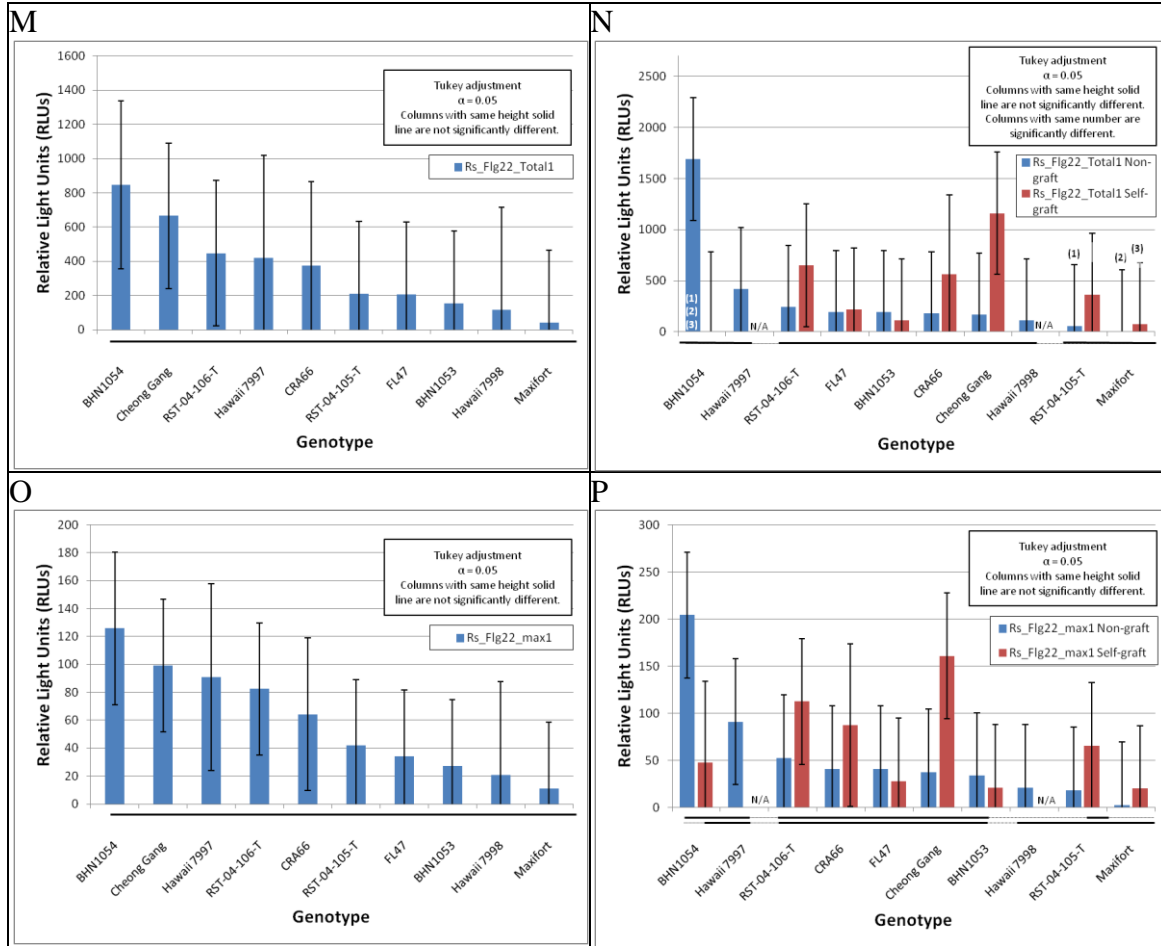 M
1600
1400
1200
1000
800
600
400
200
0
Relative Light Units (RLUs)
Tukey adjustment
α = 0.05
Columns with same height solid
line are not significantly different.
Rs_Flg22_Total1
BHN1054
Cheong Gang
RST-04-106-T
Hawaii 7997
CRA66
RST-04-105-T
FL47
BHN1053
Hawaii 7998
Maxifort
Genotype
N
2500
2000
1500
1000
500
0
Relative Light Units (RLUs)
Tukey adjustment
α = 0.05
Columns with same height solid
line are not significantly different.
Columns with same number are
significantly different.
Rs_Flg22_Total1 Non-
graft
Rs_Flg22_Total1 Self-
graft
(1)
(2)
(3)
N/A
N/A
(1)
(2)
(3)
BHN1054
Hawaii 7997
RST-04-106-T
FL47
BHN1053
CRA66
Cheong Gang
Hawaii 7998
RST-04-105-T
Maxifort
Genotype
O
200
180
160
140
120
100
80
60
40
20
0
Relative Light Units (RLUs)
Tukey adjustment
α = 0.05
Columns with same height solid
line are not significantly different.
Rs_Flg22_max1
BHN1054
Cheong Gang
Hawaii 7997
RST-04-106-T
CRA66
RST-04-105-T
FL47
BHN1053
Hawaii 7998
Maxifort
Genotype
P
300
250
200
150
100
50
0
Relative Light Units (RLUs)
Tukey adjustment
α = 0.05
Columns with same height solid
line are not significantly different.
Rs_Flg22_max1 Non-graft
Rs_Flg22_max1 Self-graft
N/A
N/A
BHN1054
Hawaii 7997
RST-04-106-T
CRA66
FL47
Cheong Gang
BHN1053
Hawaii 7998
RST-04-105-T
Maxifort
Genotype